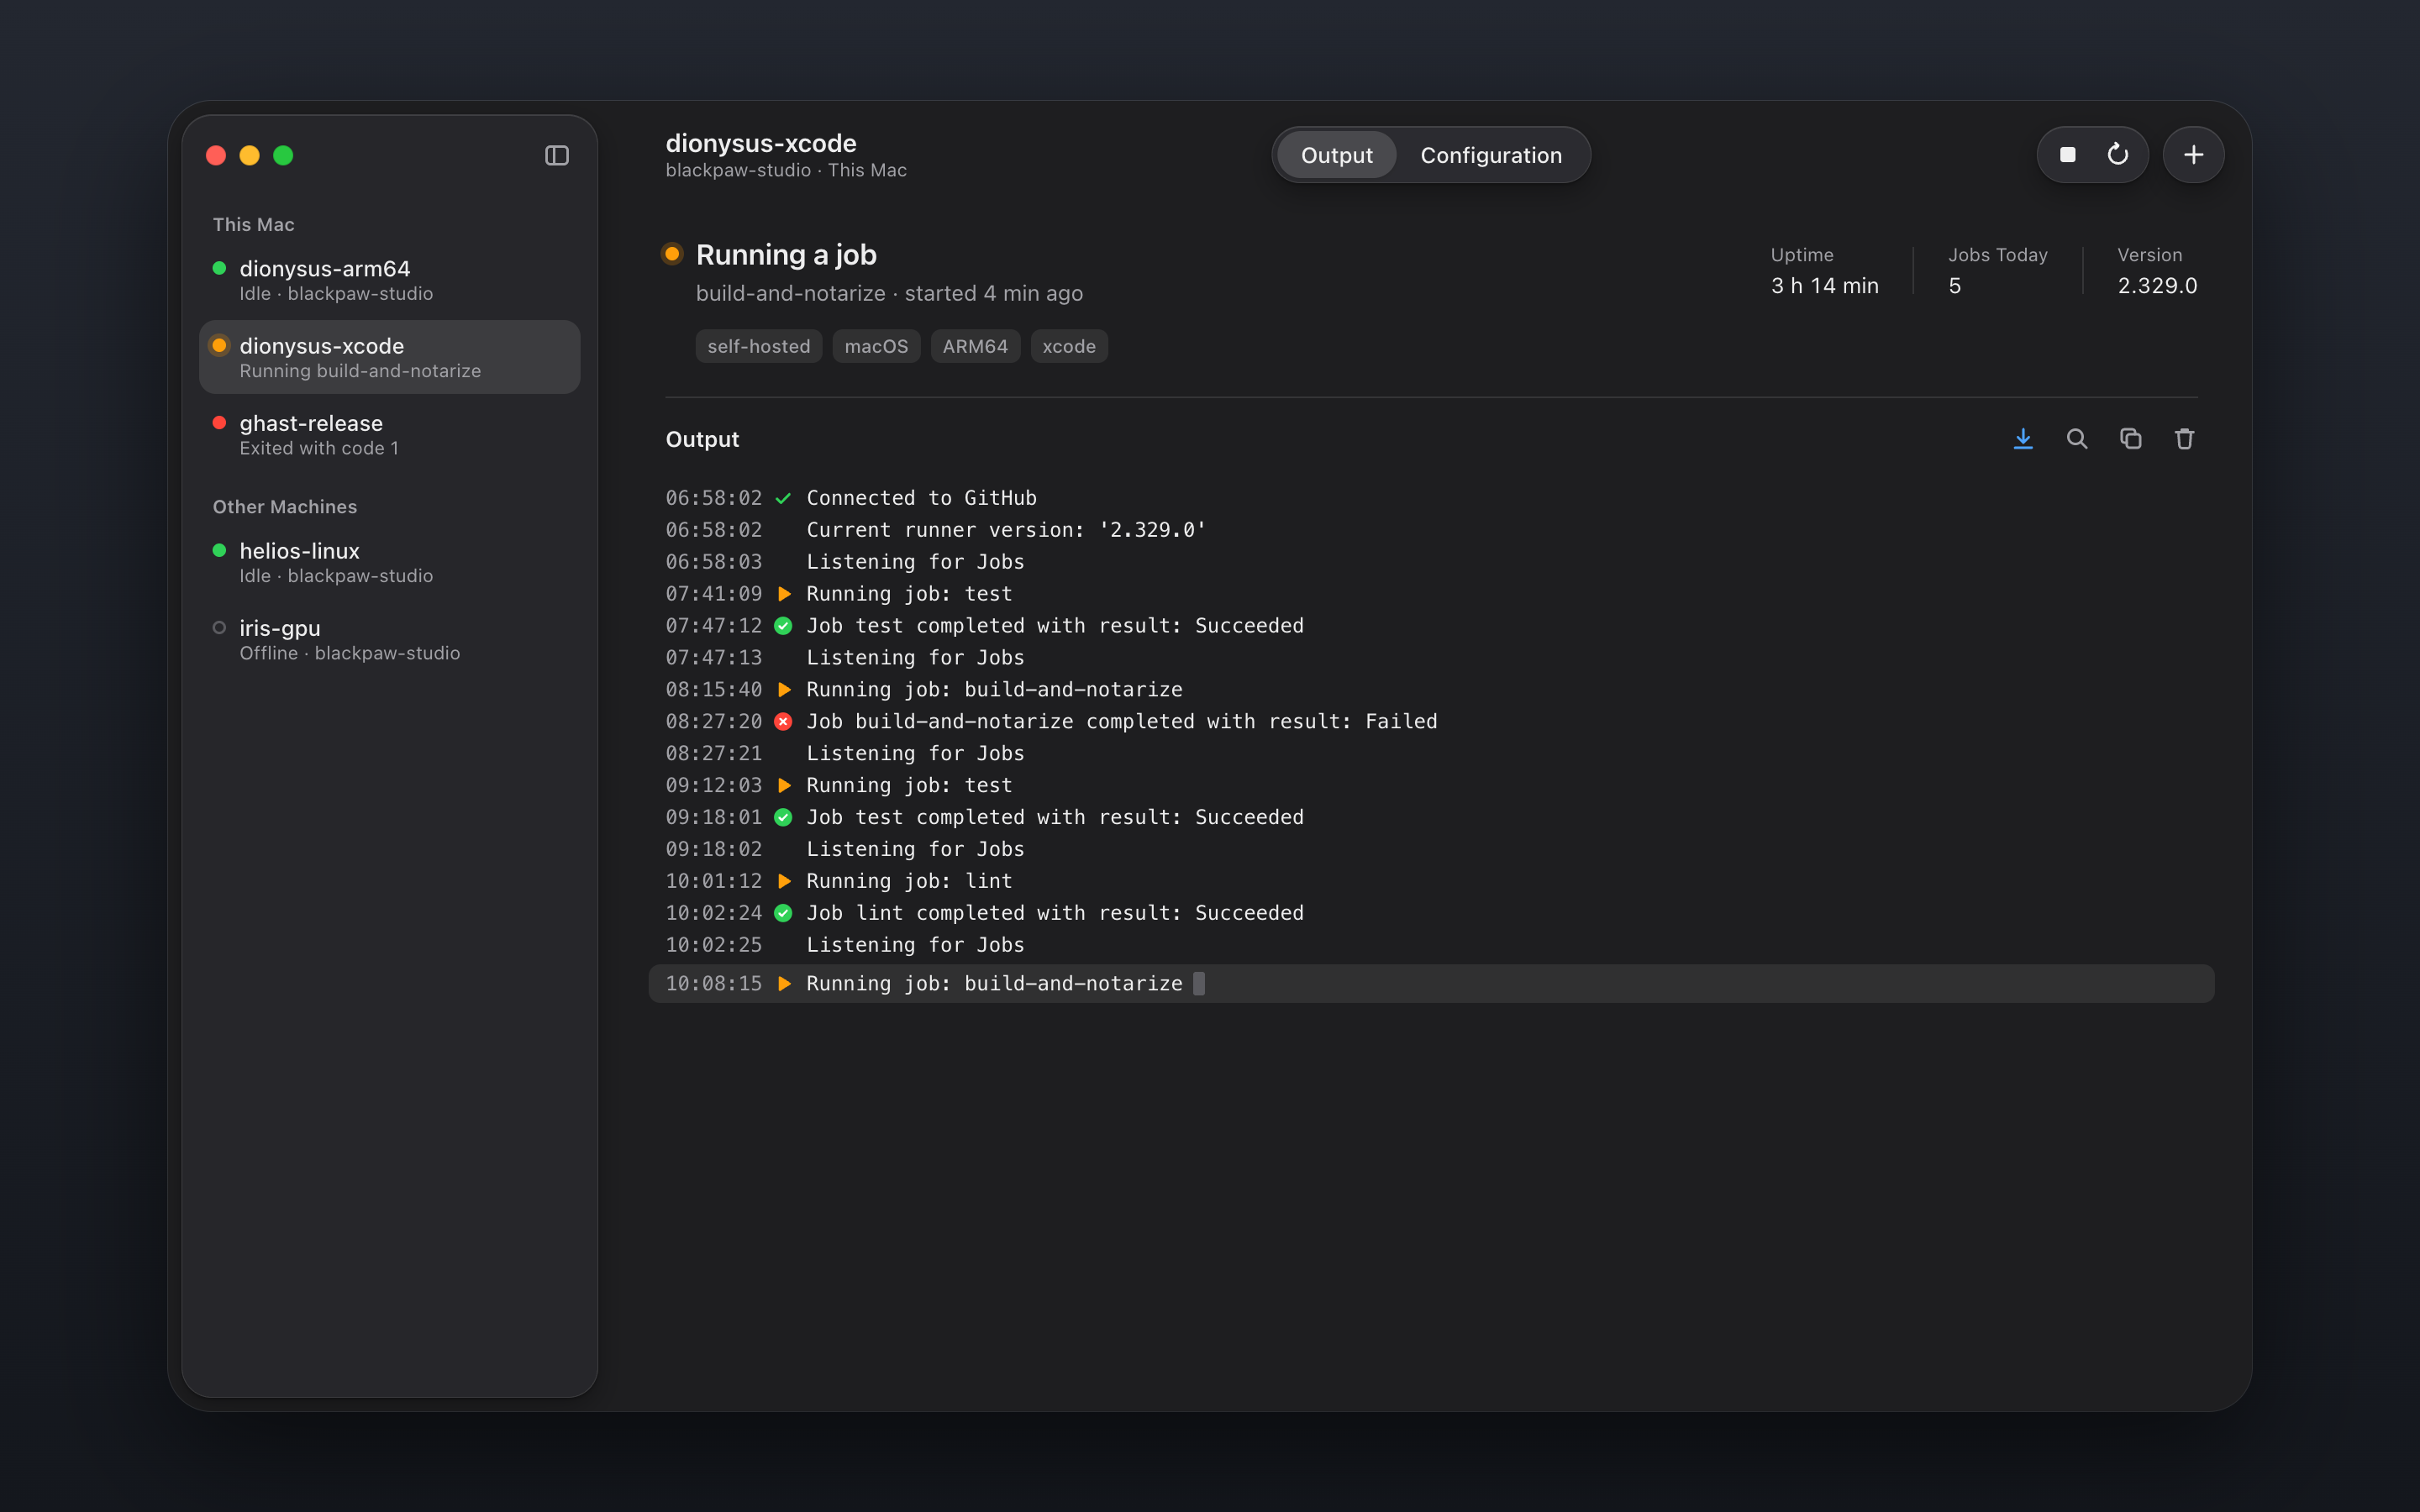 This Mac
dionysus-arm64
Idle · blackpaw-studio
dionysus-xcode
Running build-and-notarize
ghast-release
Exited with code 1
Other Machines
helios-linux
Idle · blackpaw-studio
iris-gpu
Offline · blackpaw-studio
dionysus-xcode
blackpaw-studio · This Mac
Output
Configuration
Running a job
build-and-notarize · started 4 min ago
self-hosted macOS ARM64 xcode
Uptime
3 h 14 min
Jobs Today
5
Version
2.329.0
Output
06:58:02 Connected to GitHub
06:58:02 Current runner version: '2.329.0'
06:58:03 Listening for Jobs
07:41:09 Running job: test
07:47:12 Job test completed with result: Succeeded
07:47:13 Listening for Jobs
08:15:40 Running job: build-and-notarize
08:27:20 Job build-and-notarize completed with result: Failed
08:27:21 Listening for Jobs
09:12:03 Running job: test
09:18:01 Job test completed with result: Succeeded
09:18:02 Listening for Jobs
10:01:12 Running job: lint
10:02:24 Job lint completed with result: Succeeded
10:02:25 Listening for Jobs
10:08:15 Running job: build-and-notarize